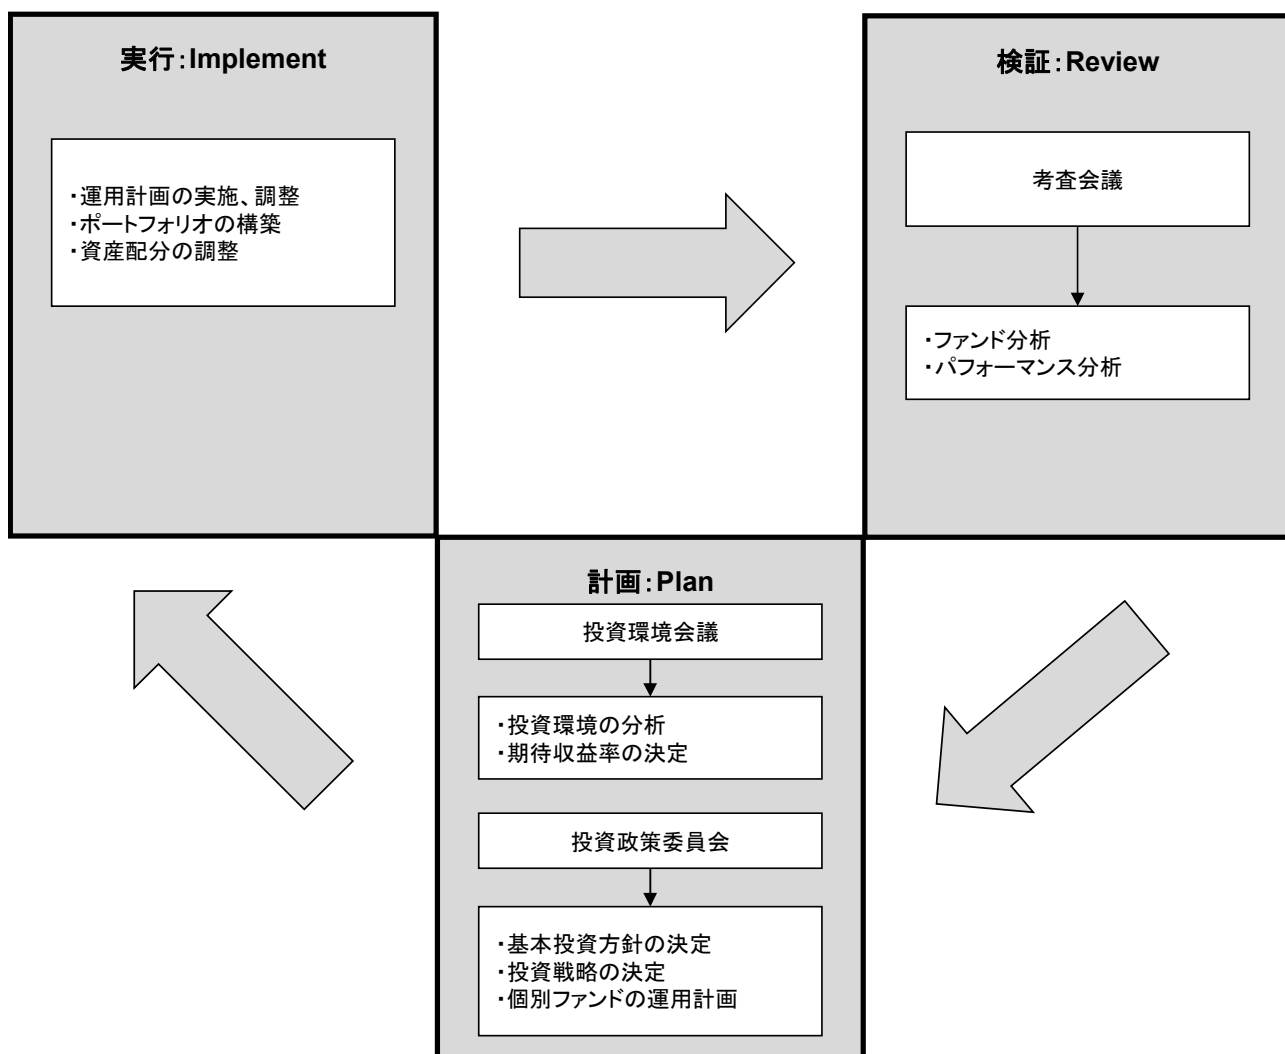 実行:Implement
・運用計画の実施、調整
・ポートフォリオの構築
・資産配分の調整
検証:Review
考査会議
・ファンド分析
・パフォーマンス分析
計画:Plan
投資環境会議
・投資環境の分析
・期待収益率の決定
投資政策委員会
・基本投資方針の決定
・投資戦略の決定
・個別ファンドの運用計画